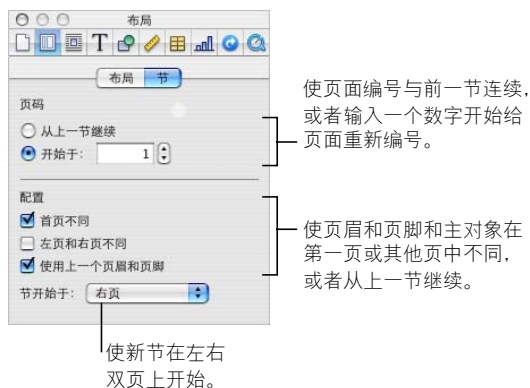 布局
T
布局 节
页码
从上一节继续
开始于: 1
配置
首页不同
左页和右页不同
使用上一个页眉和页脚
节开始于: 右页
使页面编号与前一节连续，
或者输入一个数字开始给
页面重新编号。
使页眉和页脚和主对象在
第一页或其他页中不同，
或者从上一节继续。
使新节在左右
双页上开始。